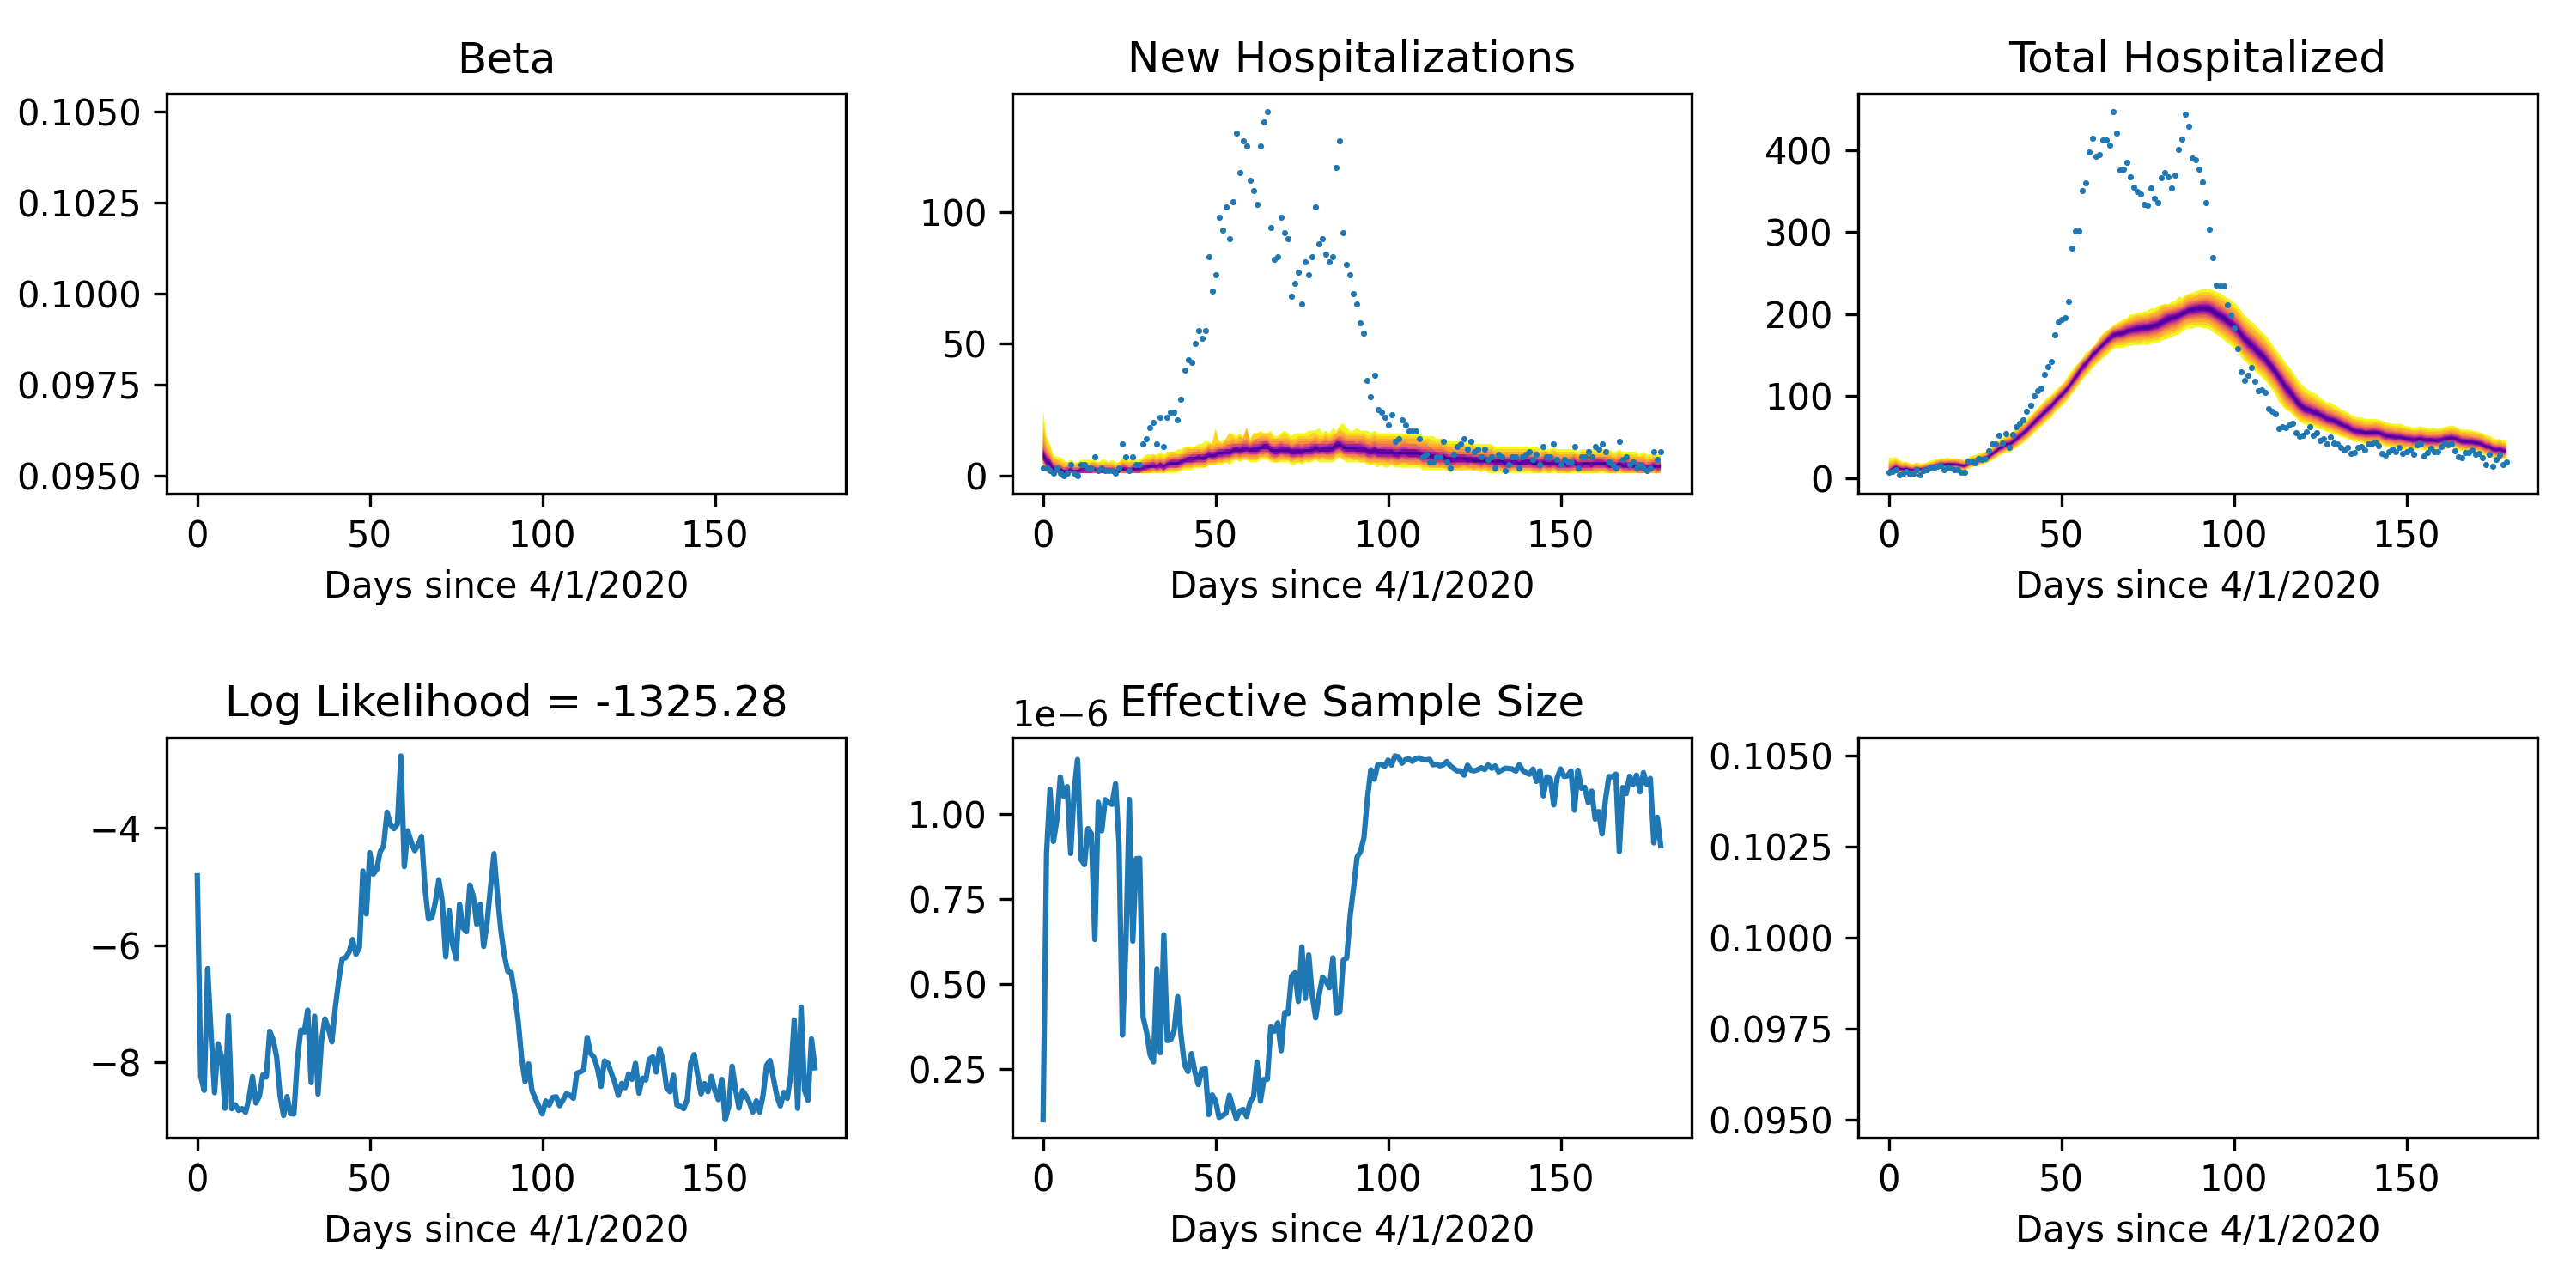 Beta
0.1050
0.1025
0.1000
0.0975
0.0950
0 50 100 150
Days since 4/1/2020
New Hospitalizations
100
50
0
0 50 100 150
Days since 4/1/2020
Total Hospitalized
400
300
200
100
0
0 50 100 150
Days since 4/1/2020
Log Likelihood = -1325.28
−4
−6
−8
0 50 100 150
Days since 4/1/2020
Effective Sample Size
1e−6
1.00
0.75
0.50
0.25
0 50 100 150
Days since 4/1/2020
0.1050
0.1025
0.1000
0.0975
0.0950
0 50 100 150
Days since 4/1/2020